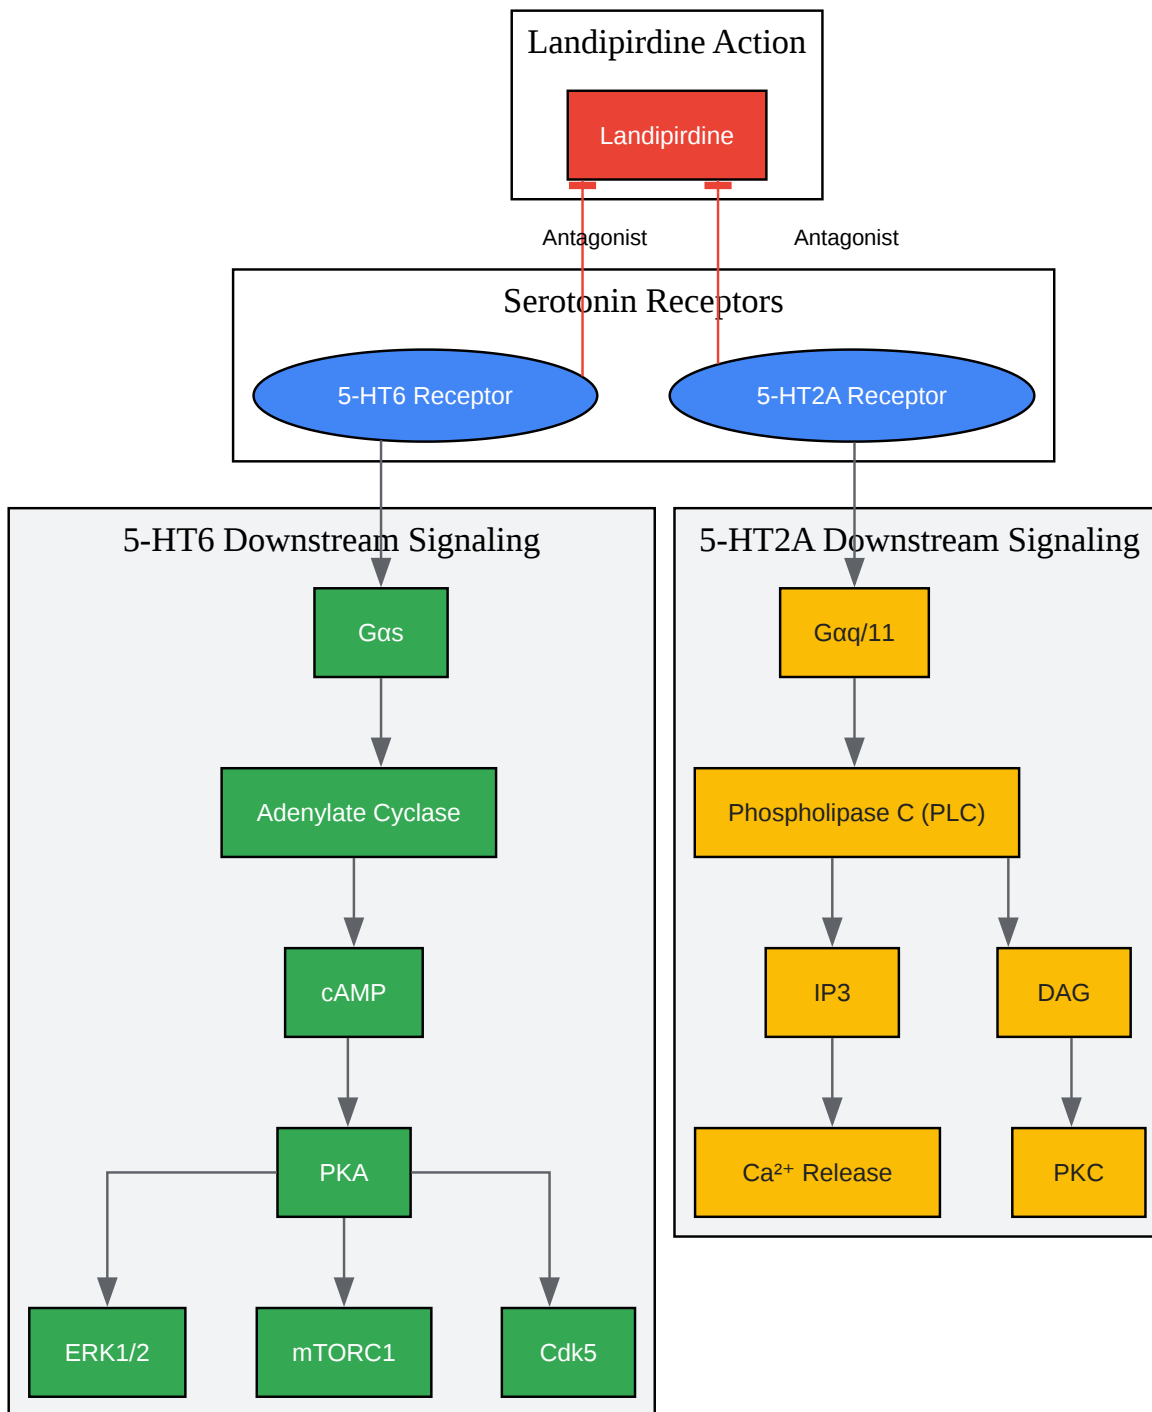 Landipirdine Action
Landipirdine
Antagonist
Antagonist
Serotonin Receptors
5-HT6 Receptor
5-HT2A Receptor
5-HT6 Downstream Signaling
5-HT2A Downstream Signaling
Gαs
Gαq/11
Adenylate Cyclase
Phospholipase C (PLC)
cAMP
IP3
DAG
PKA
Ca²⁺ Release
PKC
ERK1/2
mTORC1
Cdk5